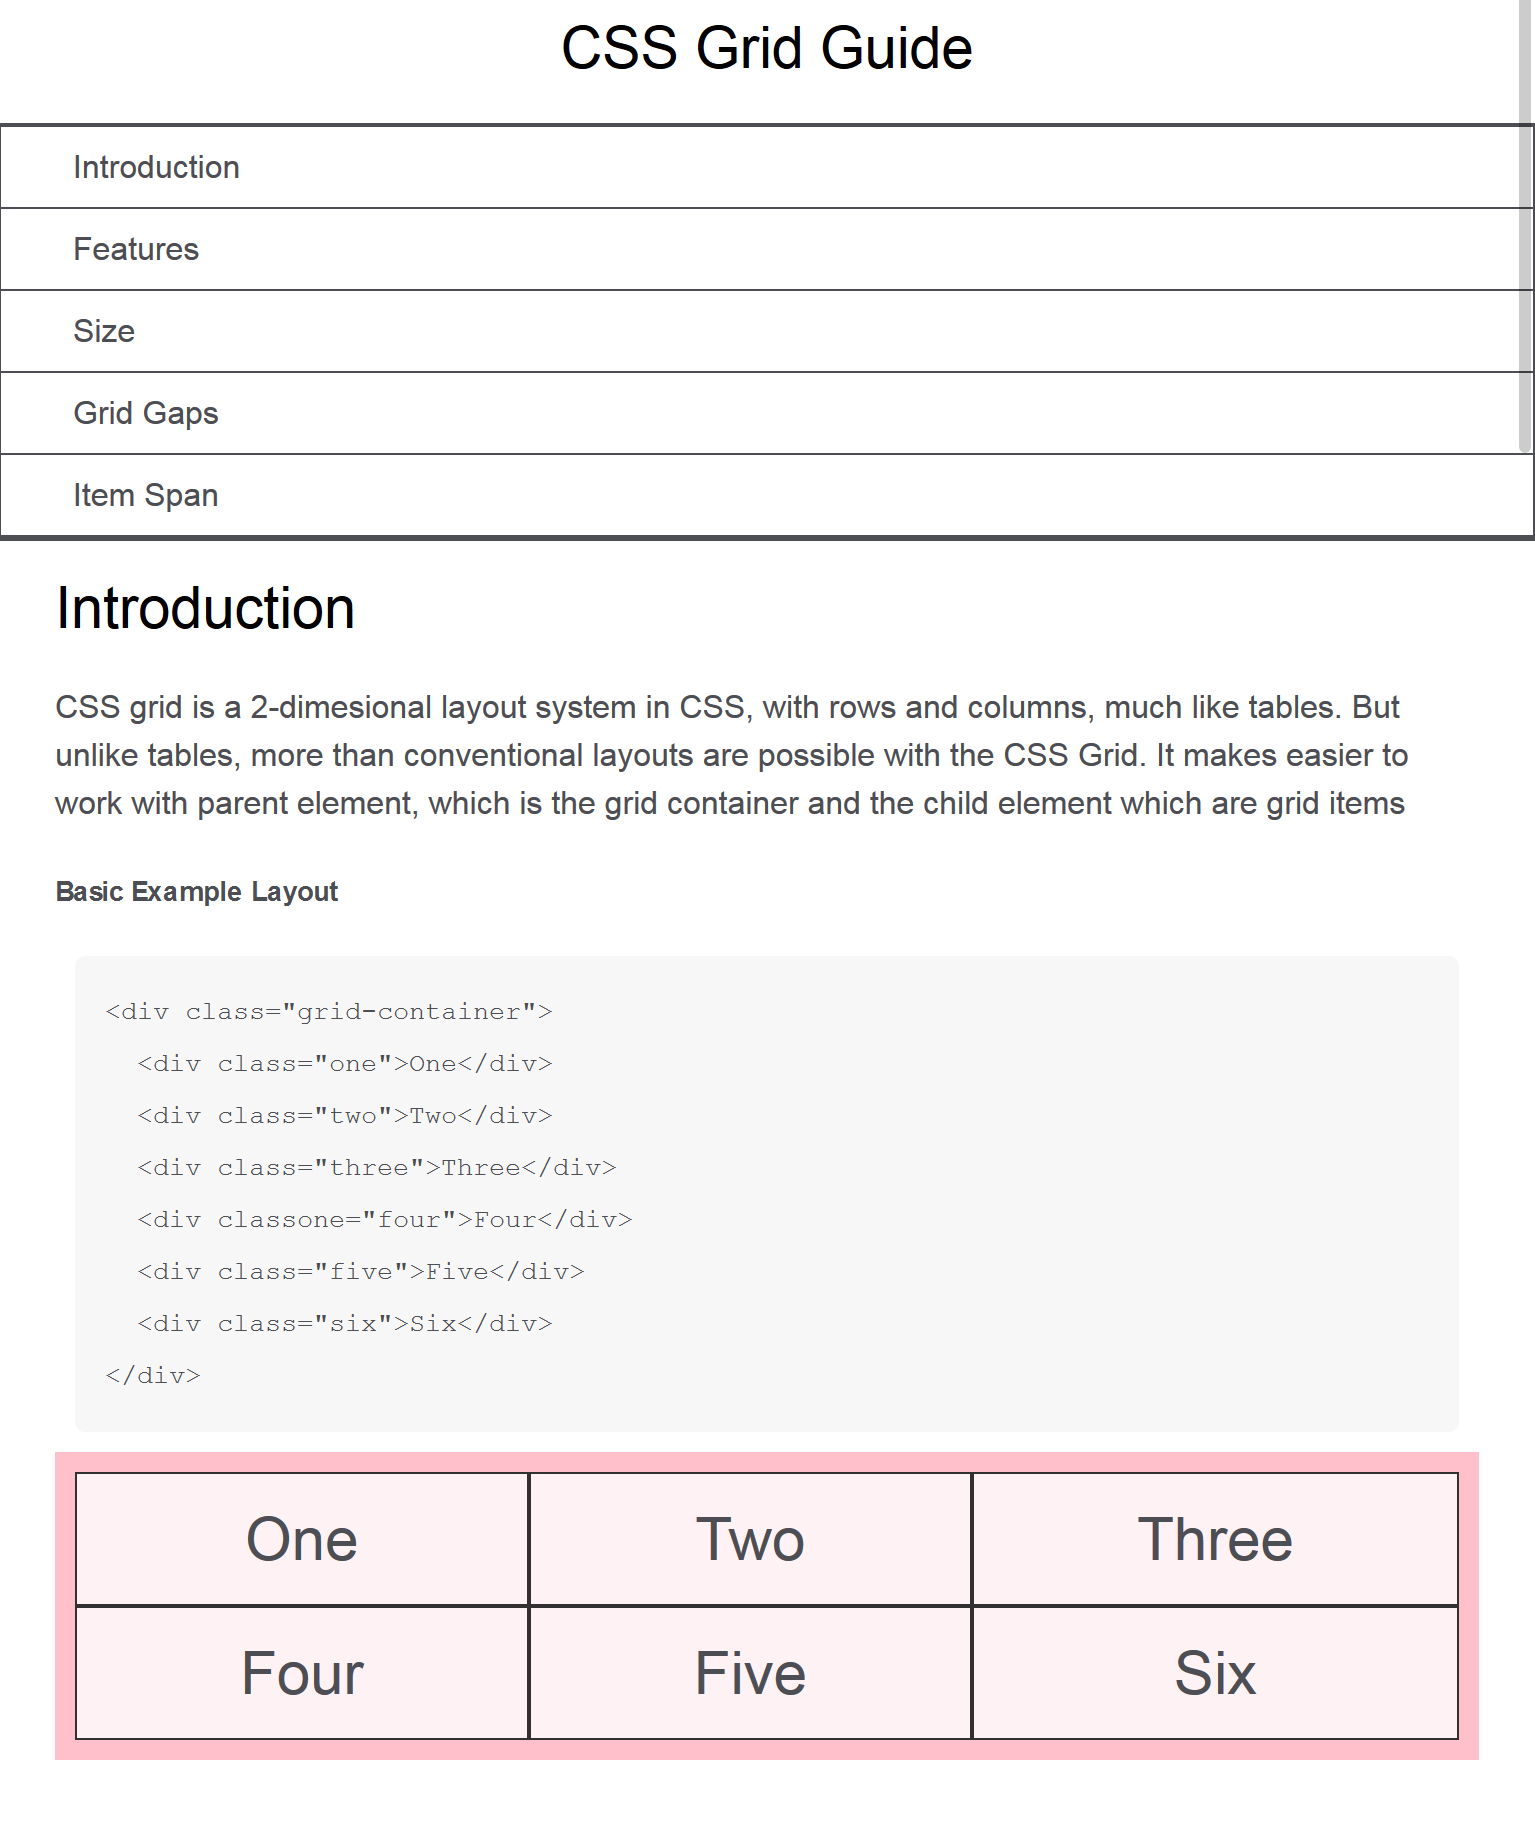 CSS Grid Guide
Introduction
Features
Size
Grid Gaps
Item Span
Introduction
CSS grid is a 2-dimesional layout system in CSS, with rows and columns, much like tables. But
unlike tables, more than conventional layouts are possible with the CSS Grid. It makes easier to
work with parent element, which is the grid container and the child element which are grid items
Basic Example Layout
<div class="grid-container">
  <div class="one">One</div>
  <div class="two">Two</div>
  <div class="three">Three</div>
  <div classone="four">Four</div>
  <div class="five">Five</div>
  <div class="six">Six</div>
</div>
One Two Three
Four Five Six